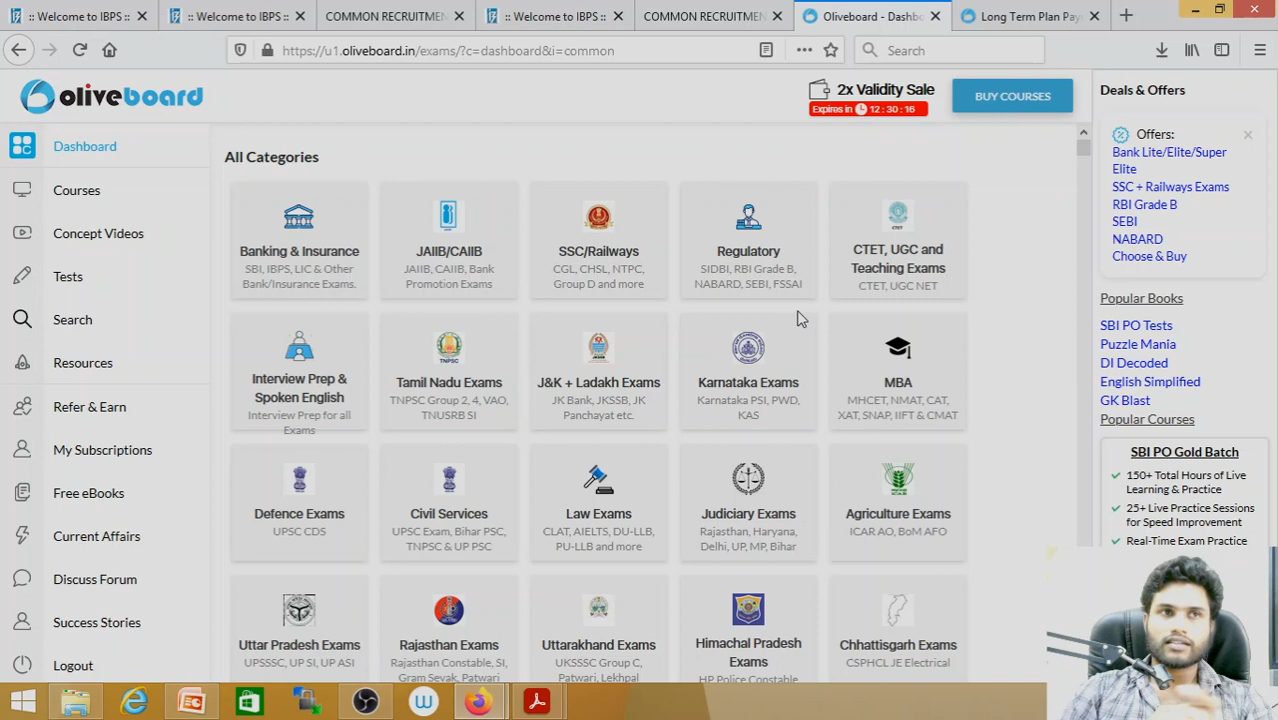 :: Welcome to IBPS ::
:: Welcome to IBPS ::
COMMON RECRUITMEN
:: Welcome to IBPS ::
COMMON RECRUITMEN
Oliveboard - Dashbo
Long Term Plan Pay
https://u1.oliveboard.in/exams/?c=dashboard&i=common
Search
oliveboard
2x Validity Sale
Expires in 12 : 30 : 16
BUY COURSES
Dashboard
Courses
Concept Videos
Tests
Search
Resources
Refer & Earn
My Subscriptions
Free eBooks
Current Affairs
Discuss Forum
Success Stories
Logout
All Categories
Banking & Insurance
SBI, IBPS, LIC & Other
Bank/Insurance Exams.
JAIIB/CAIIB
JAIIB, CAIIB, Bank
Promotion Exams
SSC/Railways
CGL, CHSL, NTPC,
Group D and more
Regulatory
SIDBI, RBI Grade B,
NABARD, SEBI, FSSAI
CTET
CTET, UGC and
Teaching Exams
CTET, UGC NET
Interview Prep &
Spoken English
Interview Prep for all
Exams
TNPSC
Tamil Nadu Exams
TNPSC Group 2, 4, VAO,
TNUSRB SI
J&K + Ladakh Exams
JK Bank, JKSSB, JK
Panchayat etc.
Karnataka Exams
Karnataka PSI, PWD,
KAS
MBA
MHCET, NMAT, CAT,
XAT, SNAP, IIFT & CMAT
Defence Exams
UPSC CDS
Civil Services
UPSC Exam, Bihar PSC,
TNPSC & UP PSC
Law Exams
CLAT, AIELTS, DU-LLB,
PU-LLB and more
Judiciary Exams
Rajasthan, Haryana,
Delhi, UP, MP, Bihar
Agriculture Exams
ICAR AO, BoM AFO
Uttar Pradesh Exams
UPSSSC, UP SI, UP ASI
Rajasthan Exams
Rajasthan Constable, SI,
Gram Sevak, Patwari
Uttarakhand Exams
UKSSSC Group C,
Patwari, Lekhpal
Himachal Pradesh
Exams
HP Police Constable,
Chhattisgarh Exams
CSPHCL JE Electrical
Deals & Offers
Offers:
Bank Lite/Elite/Super
Elite
SSC + Railways Exams
RBI Grade B
SEBI
NABARD
Choose & Buy
Popular Books
SBI PO Tests
Puzzle Mania
DI Decoded
English Simplified
GK Blast
Popular Courses
SBI PO Gold Batch
150+ Total Hours of Live
Learning & Practice
25+ Live Practice Sessions
for Speed Improvement
Real-Time Exam Practice